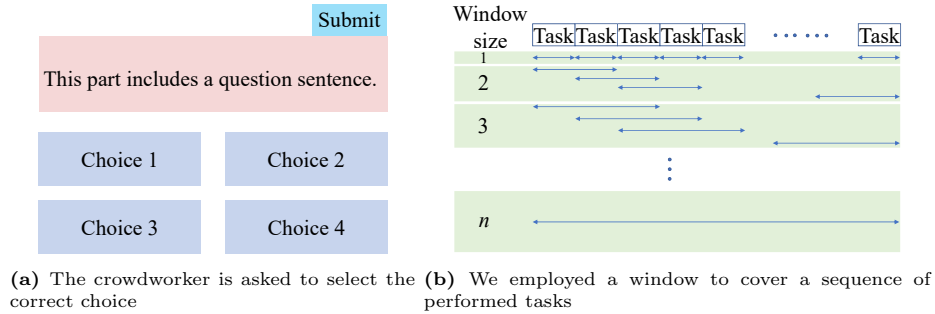 Submit
This part includes a question sentence.
Choice 1
Choice 2
Choice 3
Choice 4
(a) The crowdworker is asked to select the
correct choice
Window
size
Task Task Task Task Task ...... Task
1
2
3
⋮
n
(b) We employed a window to cover a sequence of
performed tasks